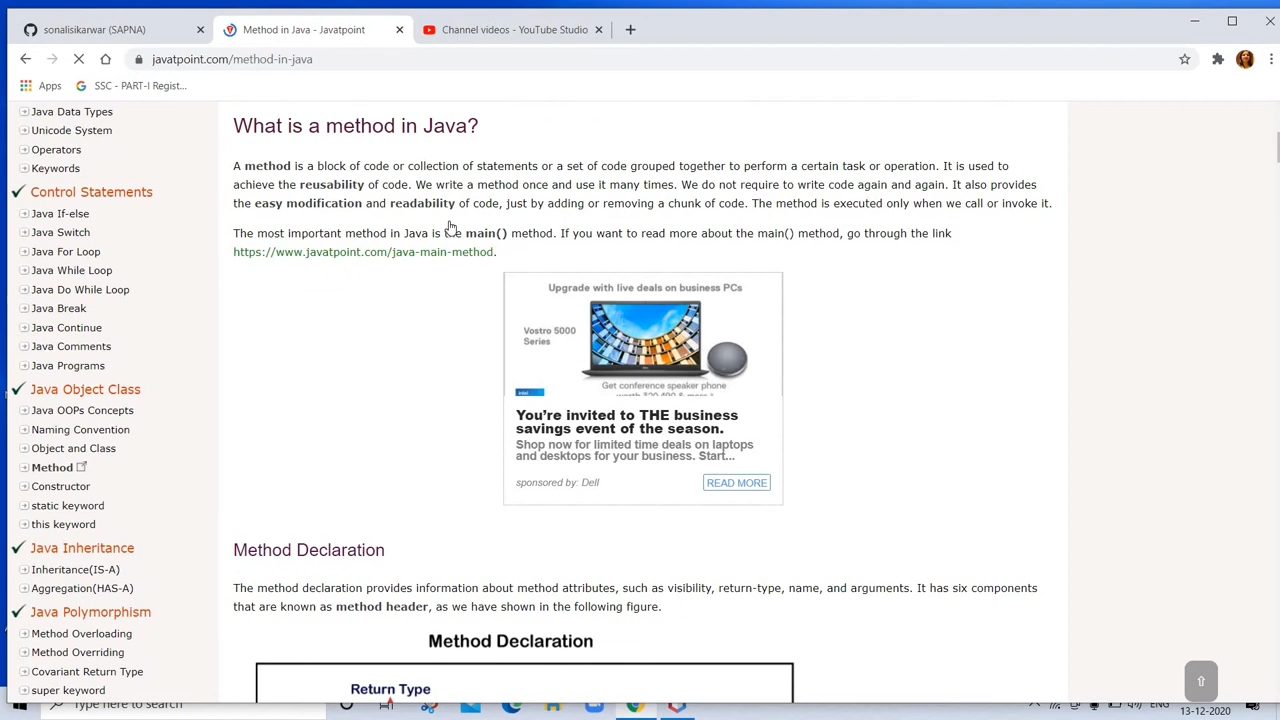 sonalisikarwar (SAPNA)
Method in Java - Javatpoint
Channel videos - YouTube Studio
javatpoint.com/method-in-java
Apps
SSC - PART-I Regist...
Java Data Types
Unicode System
Operators
Keywords
Control Statements
Java If-else
Java Switch
Java For Loop
Java While Loop
Java Do While Loop
Java Break
Java Continue
Java Comments
Java Programs
Java Object Class
Java OOPs Concepts
Naming Convention
Object and Class
Method
Constructor
static keyword
this keyword
Java Inheritance
Inheritance(IS-A)
Aggregation(HAS-A)
Java Polymorphism
Method Overloading
Method Overriding
Covariant Return Type
super keyword
What is a method in Java?
A method is a block of code or collection of statements or a set of code grouped together to perform a certain task or operation. It is used to
achieve the reusability of code. We write a method once and use it many times. We do not require to write code again and again. It also provides
the easy modification and readability of code, just by adding or removing a chunk of code. The method is executed only when we call or invoke it.
The most important method in Java is the main() method. If you want to read more about the main() method, go through the link
https://www.javatpoint.com/java-main-method.
Upgrade with live deals on business PCs
Vostro 5000
Series
intel
Get conference speaker phone
worth ₹20,490 & more *
You're invited to THE business
savings event of the season.
Shop now for limited time deals on laptops
and desktops for your business. Start...
sponsored by: Dell
READ MORE
Method Declaration
The method declaration provides information about method attributes, such as visibility, return-type, name, and arguments. It has six components
that are known as method header, as we have shown in the following figure.
Method Declaration
Return Type
Type here to search
ENG
13-12-2020